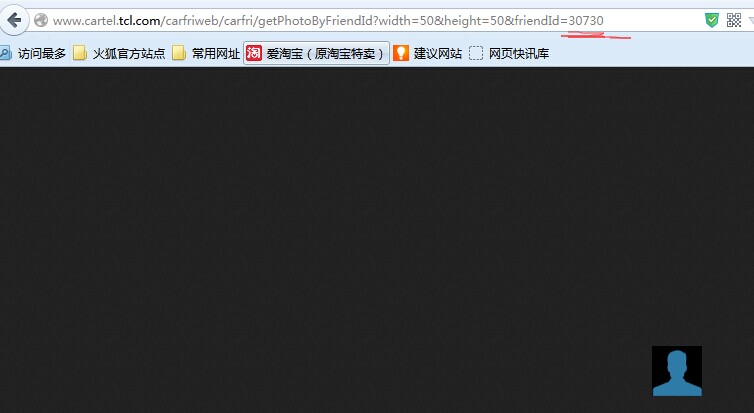 www.cartel.tcl.com/carfriweb/carfri/getPhotoByFriendId?width=50&height=50&friendId=30730
访问最多 火狐官方站点 常用网址 淘 爱淘宝（原淘宝特卖） 建议网站 网页快讯库